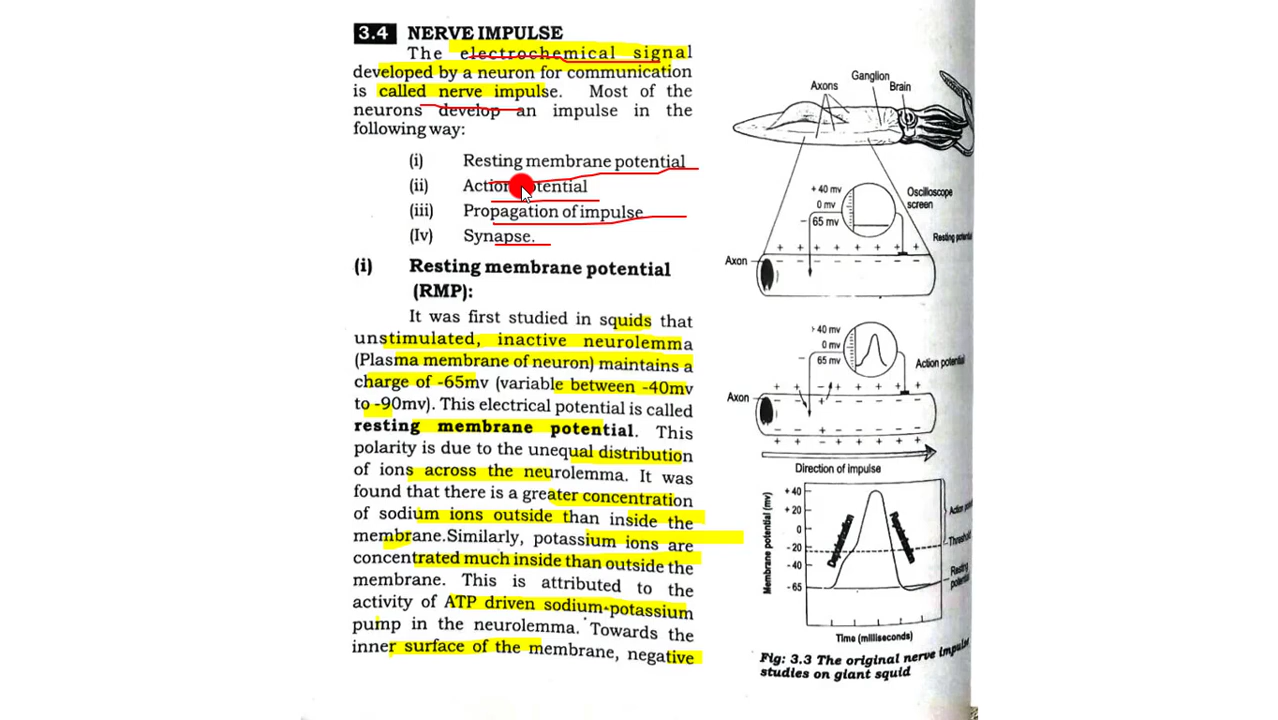 3.4 NERVE IMPULSE
The electrochemical signal
developed by a neuron for communication
is called nerve impulse. Most of the
neurons develop an impulse in the
following way:
(i) Resting membrane potential
(ii) Action potential
(iii) Propagation of impulse
(Iv) Synapse.
(i) Resting membrane potential
(RMP):
It was first studied in squids that
unstimulated, inactive neurolemma
(Plasma membrane of neuron) maintains a
charge of -65mv (variable between -40mv
to -90mv). This electrical potential is called
resting membrane potential. This
polarity is due to the unequal distribution
of ions across the neurolemma. It was
found that there is a greater concentration
of sodium ions outside than inside the
membrane.Similarly, potassium ions are
concentrated much inside than outside the
membrane. This is attributed to the
activity of ATP driven sodium-potassium
pump in the neurolemma. Towards the
inner surface of the membrane, negative
Axons
Ganglion
Brain
+ 40 mv
0 mv
- 65 mv
Oscilloscope
screen
Resting
Axon
+ 40 mv
0 mv
- 65 mv
Action potential
Axon
Direction of impulse
Membrane potential (mv)
+ 40
+ 20
0
- 20
- 40
- 65
Depolarization
Action
Threshold
Resting
potential
Time (milliseconds)
Fig: 3.3 The original nerve impulse
studies on giant squid